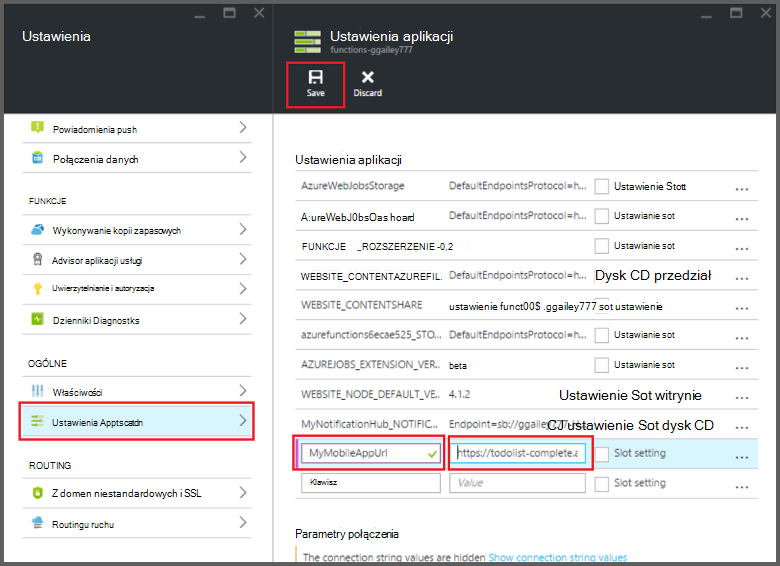 Ustawienia
Ustawienia aplikacji
functions-ggailey777
Save
Discard
Powiadomienia push
Połączenia danych
FUNKCJE
Wykonywanie kopii zapasowych
Advisor aplikacji usługi
Uwierzytelnianie i autoryzacja
Dzienniki Diagnostks
OGÓLNE
Właściwości
Ustawienia Apptscatdn
ROUTING
Z domen niestandardowych i SSL
Routingu ruchu
Ustawienia aplikacji
AzureWebJobsStorage DefaultEndpointsProtocol=h... Ustawienie Stott ...
A:ureWebJ0bsOas hoard DefaultEndpointsProtocol=h... Ustawianie sot ...
FUNKCJE _ROZSZERZENIE -0,2 Ustawianie sot ...
WEBSITE_CONTENTAZUREFIL. DefaultEndpointsProtocol=h... Dysk CD przedział ...
WEBSITE_CONTENTSHARE ustawienie funct00$ .ggailey777 sot ustawienie ...
azurefunctions6ecae525_STO... DefaultEndpointsProtocol=h... Ustawianie sot ...
AZUREJOBS_EXTENSION_VER... beta Ustawianie sot ...
WEBSITE_NODE_DEFAULT_VE.. 4.1.2 Ustawienie Sot witrynie ...
MyNotificationHub_NOTIFIC... Endpoint=sb://ggailey Ustawienie Sot dysk CD ...
MyMobileAppUrl https://todolist-complete.a Slot setting ...
Klawisz Value Slot setting ...
Parametry połączenia
The connection string values are hidden Show connection string values